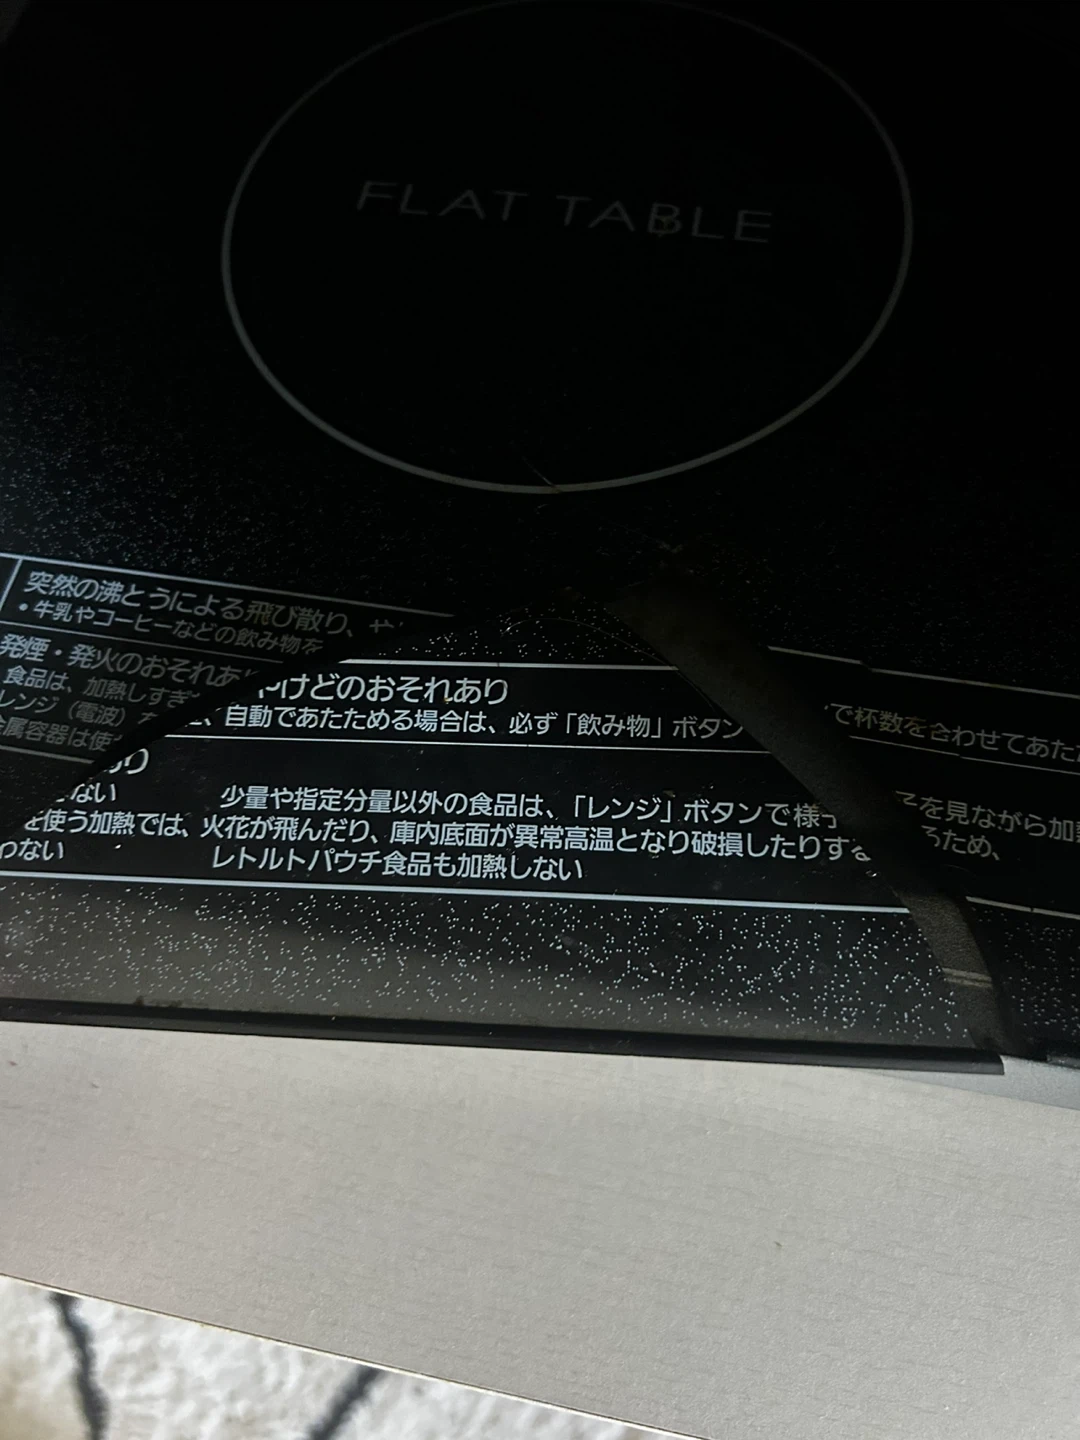 FLAT TABLE
突然の沸とうによる飛び散り、や
・牛乳やコーヒーなどの飲み物を
発煙・発火のおそれあり
食品は、加熱しすぎ
レンジ（電波）を
金属容器は使
やけどのおそれあり
、自動であたためる場合は、必ず「飲み物」ボタン
で杯数を合わせてあた
り
ない
少量や指定分量以外の食品は、「レンジ」ボタンで様子
を見ながら加熱
を使う加熱では、火花が飛んだり、庫内底面が異常高温となり破損したりする
るため、
わない
レトルトパウチ食品も加熱しない